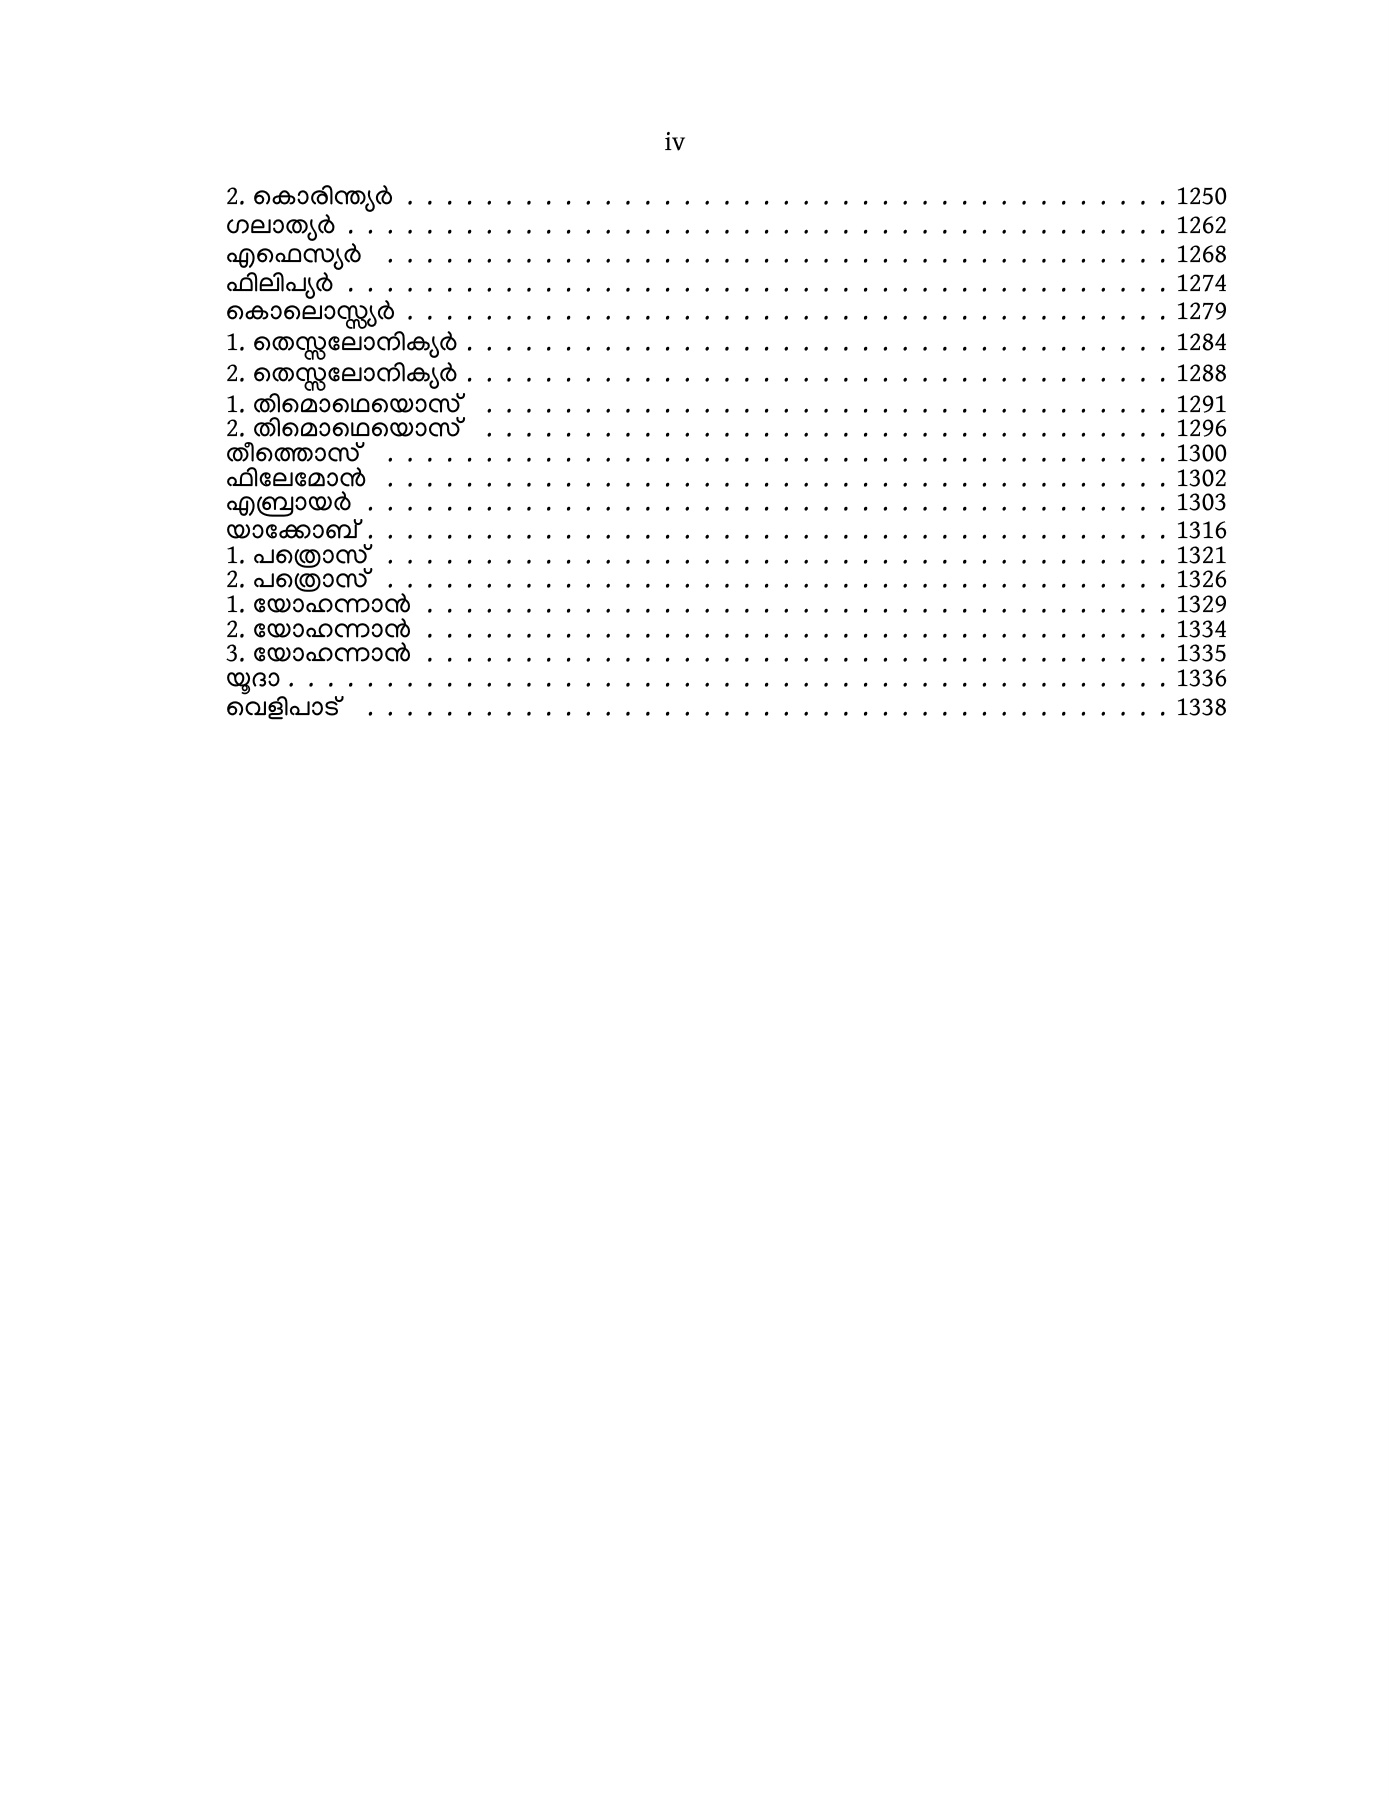 iv
2. കൊരിന്ത്യർ . . . . . . . . . . . . . . . . . . . . . . . . . . . . . . . . . . . . . . . 1250
ഗലാത്യർ . . . . . . . . . . . . . . . . . . . . . . . . . . . . . . . . . . . . . . . . . . 1262
എഫെസ്യർ . . . . . . . . . . . . . . . . . . . . . . . . . . . . . . . . . . . . . . . . 1268
ഫിലിപ്യർ . . . . . . . . . . . . . . . . . . . . . . . . . . . . . . . . . . . . . . . . . . 1274
കൊലൊസ്സ്യർ . . . . . . . . . . . . . . . . . . . . . . . . . . . . . . . . . . . . . . . 1279
1. തെസ്സലോനിക്യർ . . . . . . . . . . . . . . . . . . . . . . . . . . . . . . . . . . . . 1284
2. തെസ്സലോനിക്യർ . . . . . . . . . . . . . . . . . . . . . . . . . . . . . . . . . . . . 1288
1. തിമൊഥെയൊസ് . . . . . . . . . . . . . . . . . . . . . . . . . . . . . . . . . . . 1291
2. തിമൊഥെയൊസ് . . . . . . . . . . . . . . . . . . . . . . . . . . . . . . . . . . . 1296
തീത്തൊസ് . . . . . . . . . . . . . . . . . . . . . . . . . . . . . . . . . . . . . . . . 1300
ഫിലേമോൻ . . . . . . . . . . . . . . . . . . . . . . . . . . . . . . . . . . . . . . . . 1302
എബ്രായർ . . . . . . . . . . . . . . . . . . . . . . . . . . . . . . . . . . . . . . . . . 1303
യാക്കോബ് . . . . . . . . . . . . . . . . . . . . . . . . . . . . . . . . . . . . . . . . . 1316
1. പത്രൊസ് . . . . . . . . . . . . . . . . . . . . . . . . . . . . . . . . . . . . . . . . 1321
2. പത്രൊസ് . . . . . . . . . . . . . . . . . . . . . . . . . . . . . . . . . . . . . . . . 1326
1. യോഹന്നാൻ . . . . . . . . . . . . . . . . . . . . . . . . . . . . . . . . . . . . . . 1329
2. യോഹന്നാൻ . . . . . . . . . . . . . . . . . . . . . . . . . . . . . . . . . . . . . . 1334
3. യോഹന്നാൻ . . . . . . . . . . . . . . . . . . . . . . . . . . . . . . . . . . . . . . 1335
യൂദാ . . . . . . . . . . . . . . . . . . . . . . . . . . . . . . . . . . . . . . . . . . . . . 1336
വെളിപാട് . . . . . . . . . . . . . . . . . . . . . . . . . . . . . . . . . . . . . . . . . 1338